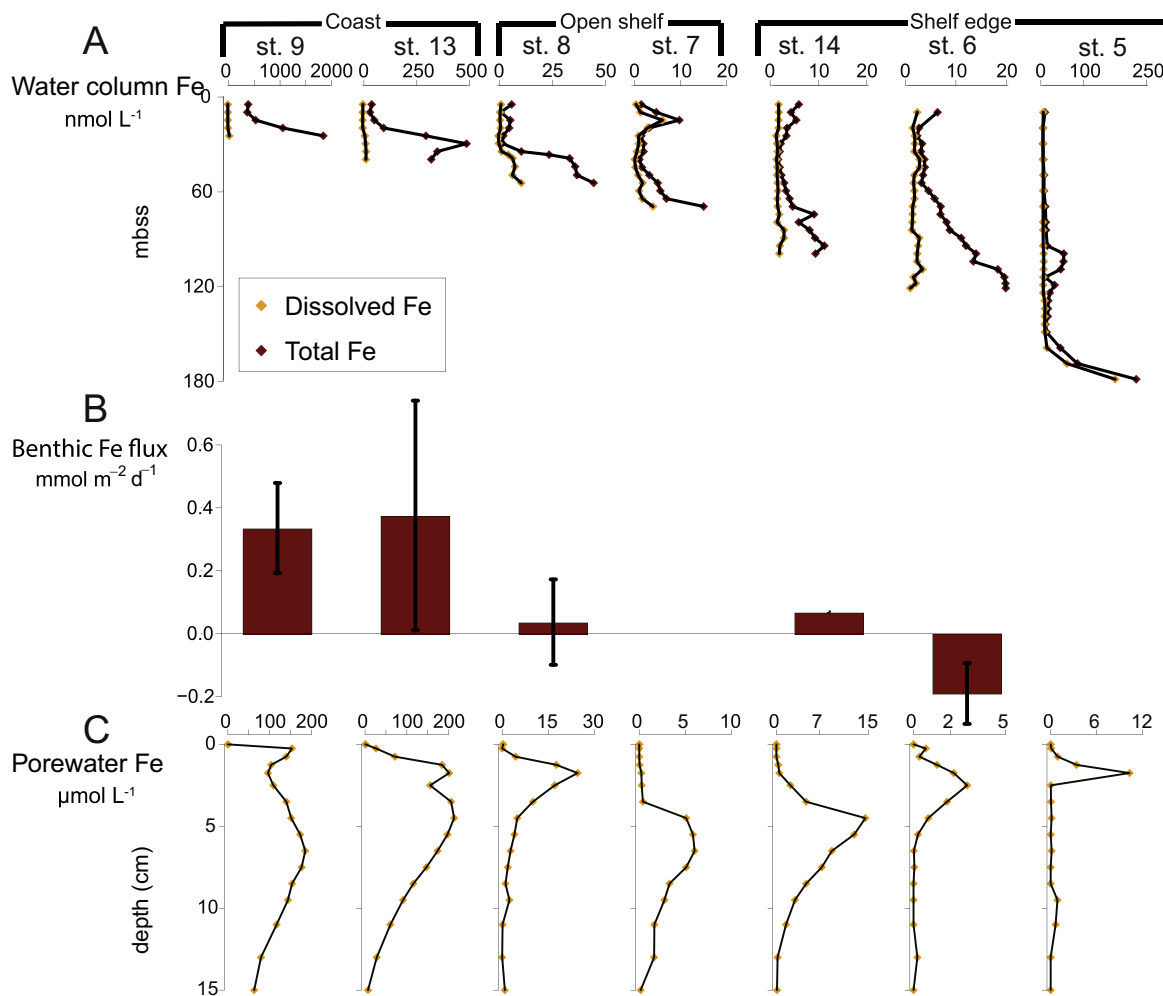 A
Coast
Open shelf
Shelf edge
st. 9
st. 13
st. 8
st. 7
st. 14
st. 6
st. 5
Water column Fe
nmol L⁻¹
0 1000 2000
0 250 500
0 25 50
0 10 20
0 10 20
0 10 20
0 100 250
0
60
120
180
mbss
Dissolved Fe
Total Fe
B
Benthic Fe flux
mmol m⁻² d⁻¹
0.6
0.4
0.2
0.0
−0.2
C
Porewater Fe
µmol L⁻¹
0 100 200
0 100 200
0 15 30
0 5 10
0 7 15
0 2 5
0 6 12
0
5
10
15
depth (cm)